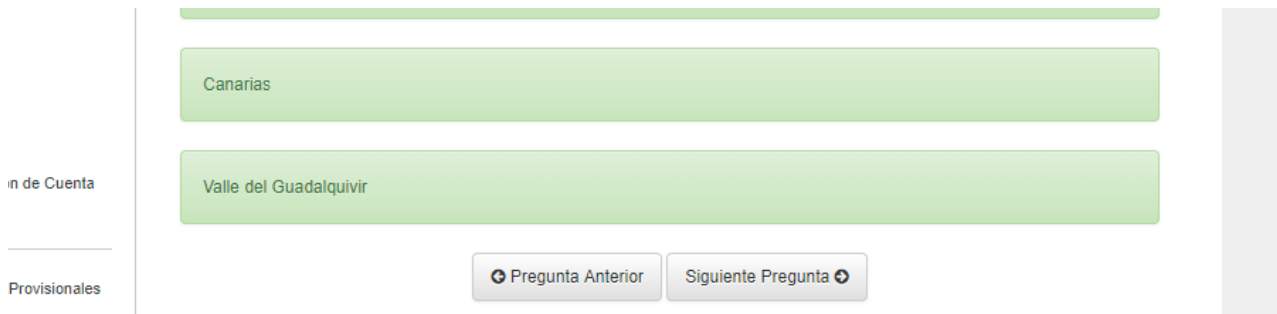 Canarias
Valle del Guadalquivir
Pregunta Anterior
Siguiente Pregunta
de Cuenta
Provisionales